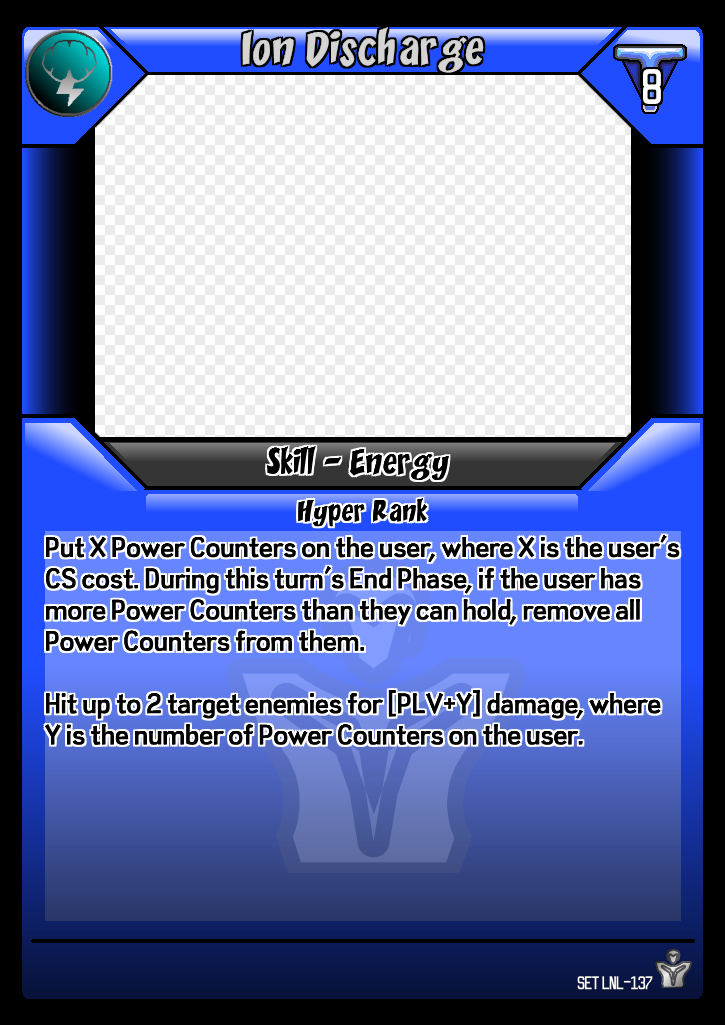 Ion Discharge
8
Skill - Energy
Hyper Rank
Put X Power Counters on the user, where X is the user's
CS cost. During this turn's End Phase, if the user has
more Power Counters than they can hold, remove all
Power Counters from them.
Hit up to 2 target enemies for [PLV+Y] damage, where
Y is the number of Power Counters on the user.
SET LNL-137